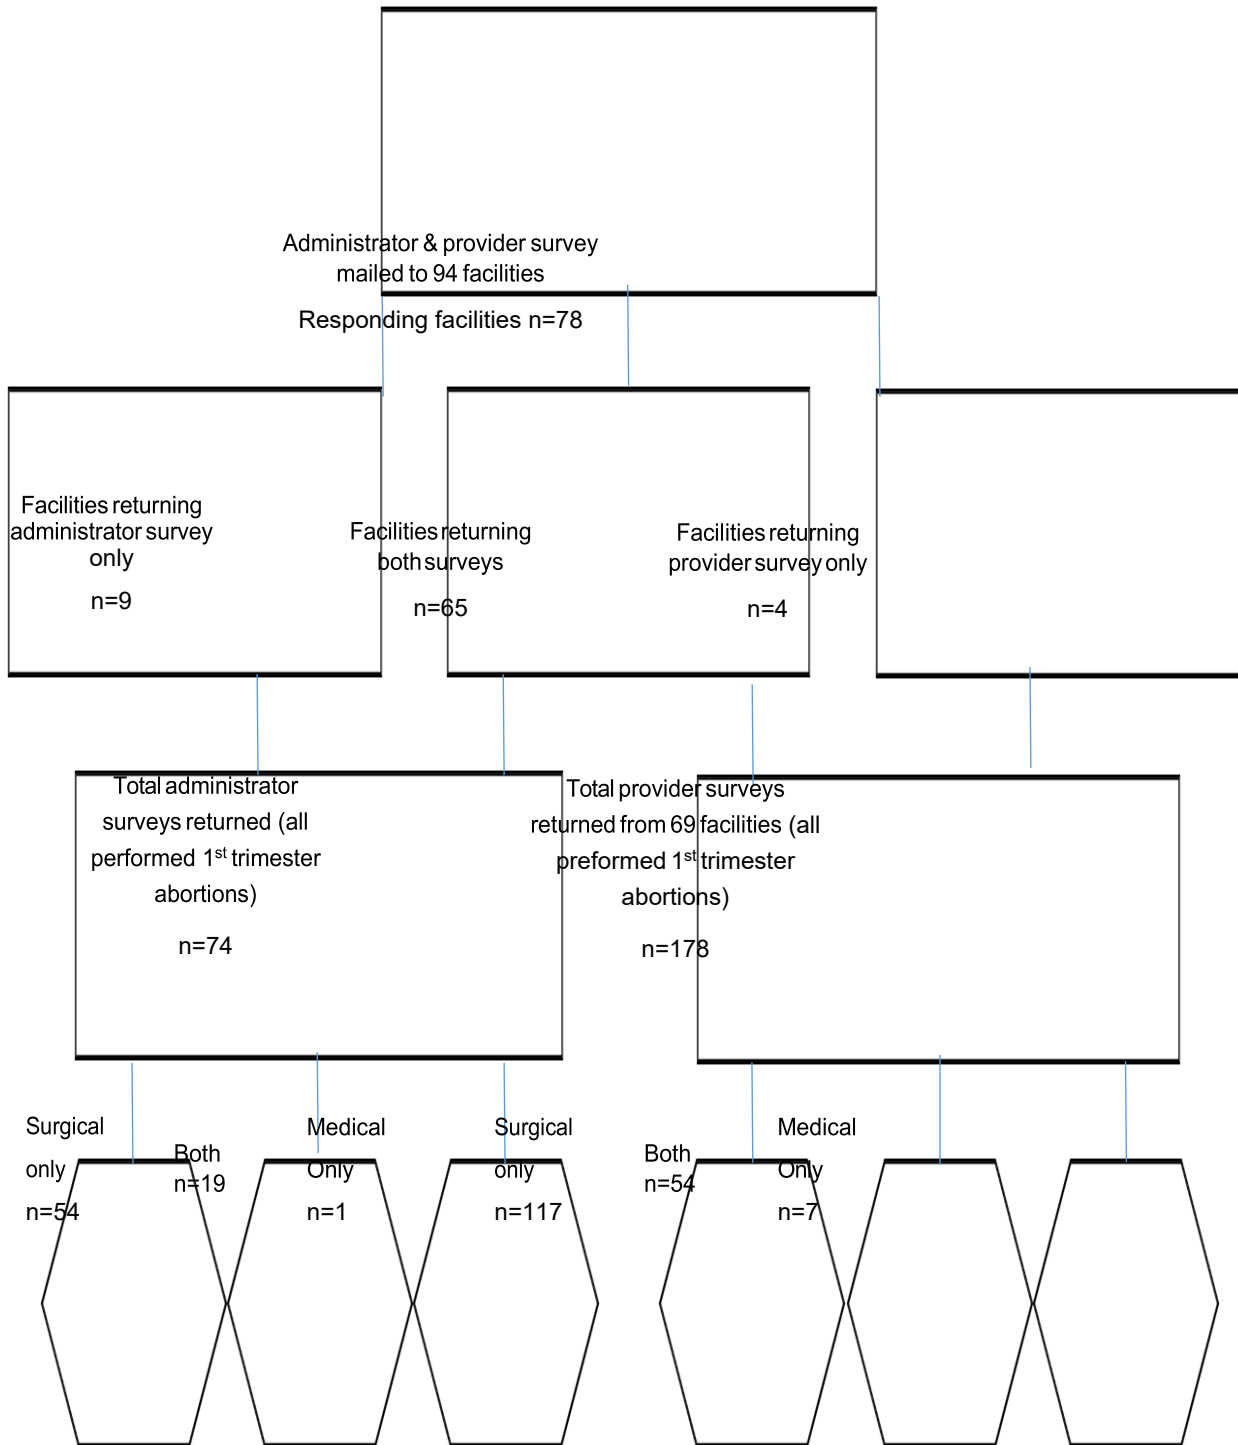 Administrator & provider survey
mailed to 94 facilities
Responding facilities n=78
Facilities returning
administrator survey
only
n=9
Facilities returning
both surveys
n=65
Facilities returning
provider survey only
n=4
Total administrator
surveys returned (all
performed 1st trimester
abortions)
n=74
Total provider surveys
returned from 69 facilities (all
preformed 1st trimester
abortions)
n=178
Surgical
only
n=54
Both
n=19
Medical
Only
n=1
Surgical
only
n=117
Both
n=54
Medical
Only
n=7